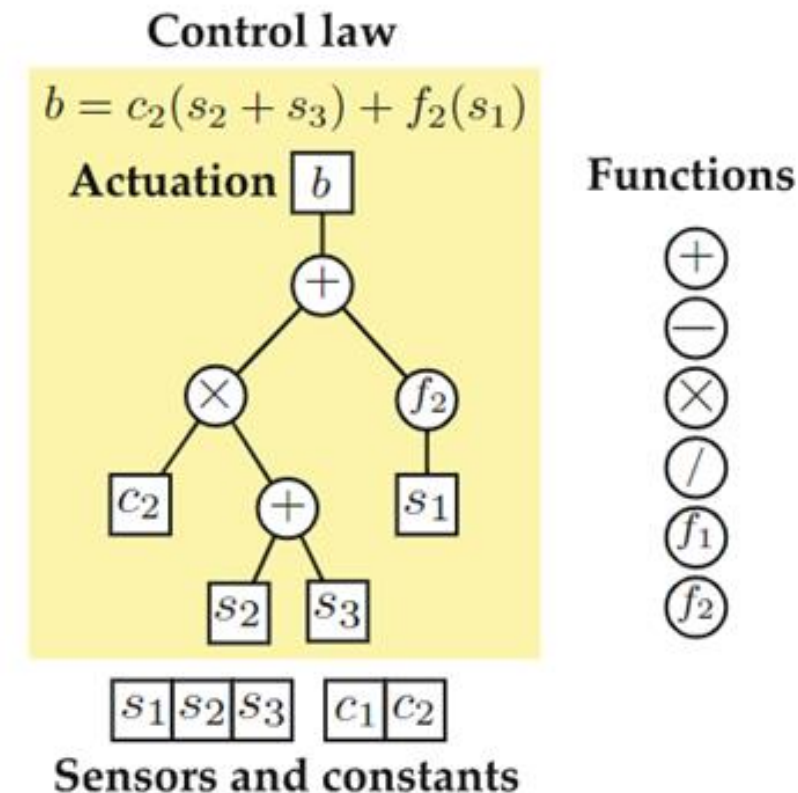 Control law
b = c₂(s₂ + s₃) + f₂(s₁)
Actuation b
Functions
+
+
−
× f₂
×
c₂ + s₁
/
f₁
s₂ s₃
f₂
s₁ s₂ s₃ c₁ c₂
Sensors and constants